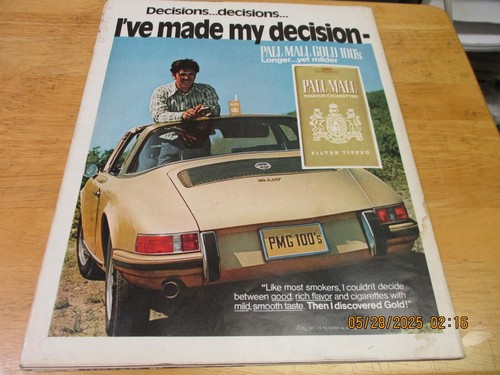 Decisions...decisions...
I've made my decision-
PALL MALL GOLD 100's
Longer...yet milder
PALL MALL
FAMOUS CIGARETTES
FILTER TIPPED
PMG 100's
"Like most smokers, I couldn't decide
between good, rich flavor and cigarettes with
mild, smooth taste. Then I discovered Gold!"
05/28/2025 02:16